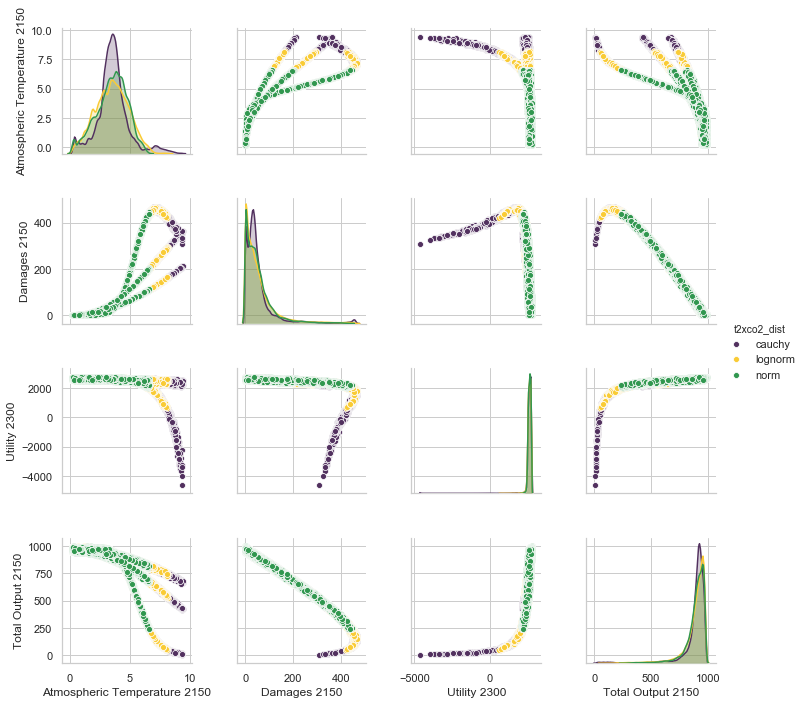 Atmospheric Temperature 2150
10.0
7.5
5.0
2.5
0.0
Damages 2150
400
200
0
t2xco2_dist
cauchy
lognorm
norm
Utility 2300
2000
0
−2000
−4000
Total Output 2150
1000
750
500
250
0
0 5 10
0 200 400
−5000 0
0 500 1000
Atmospheric Temperature 2150
Damages 2150
Utility 2300
Total Output 2150